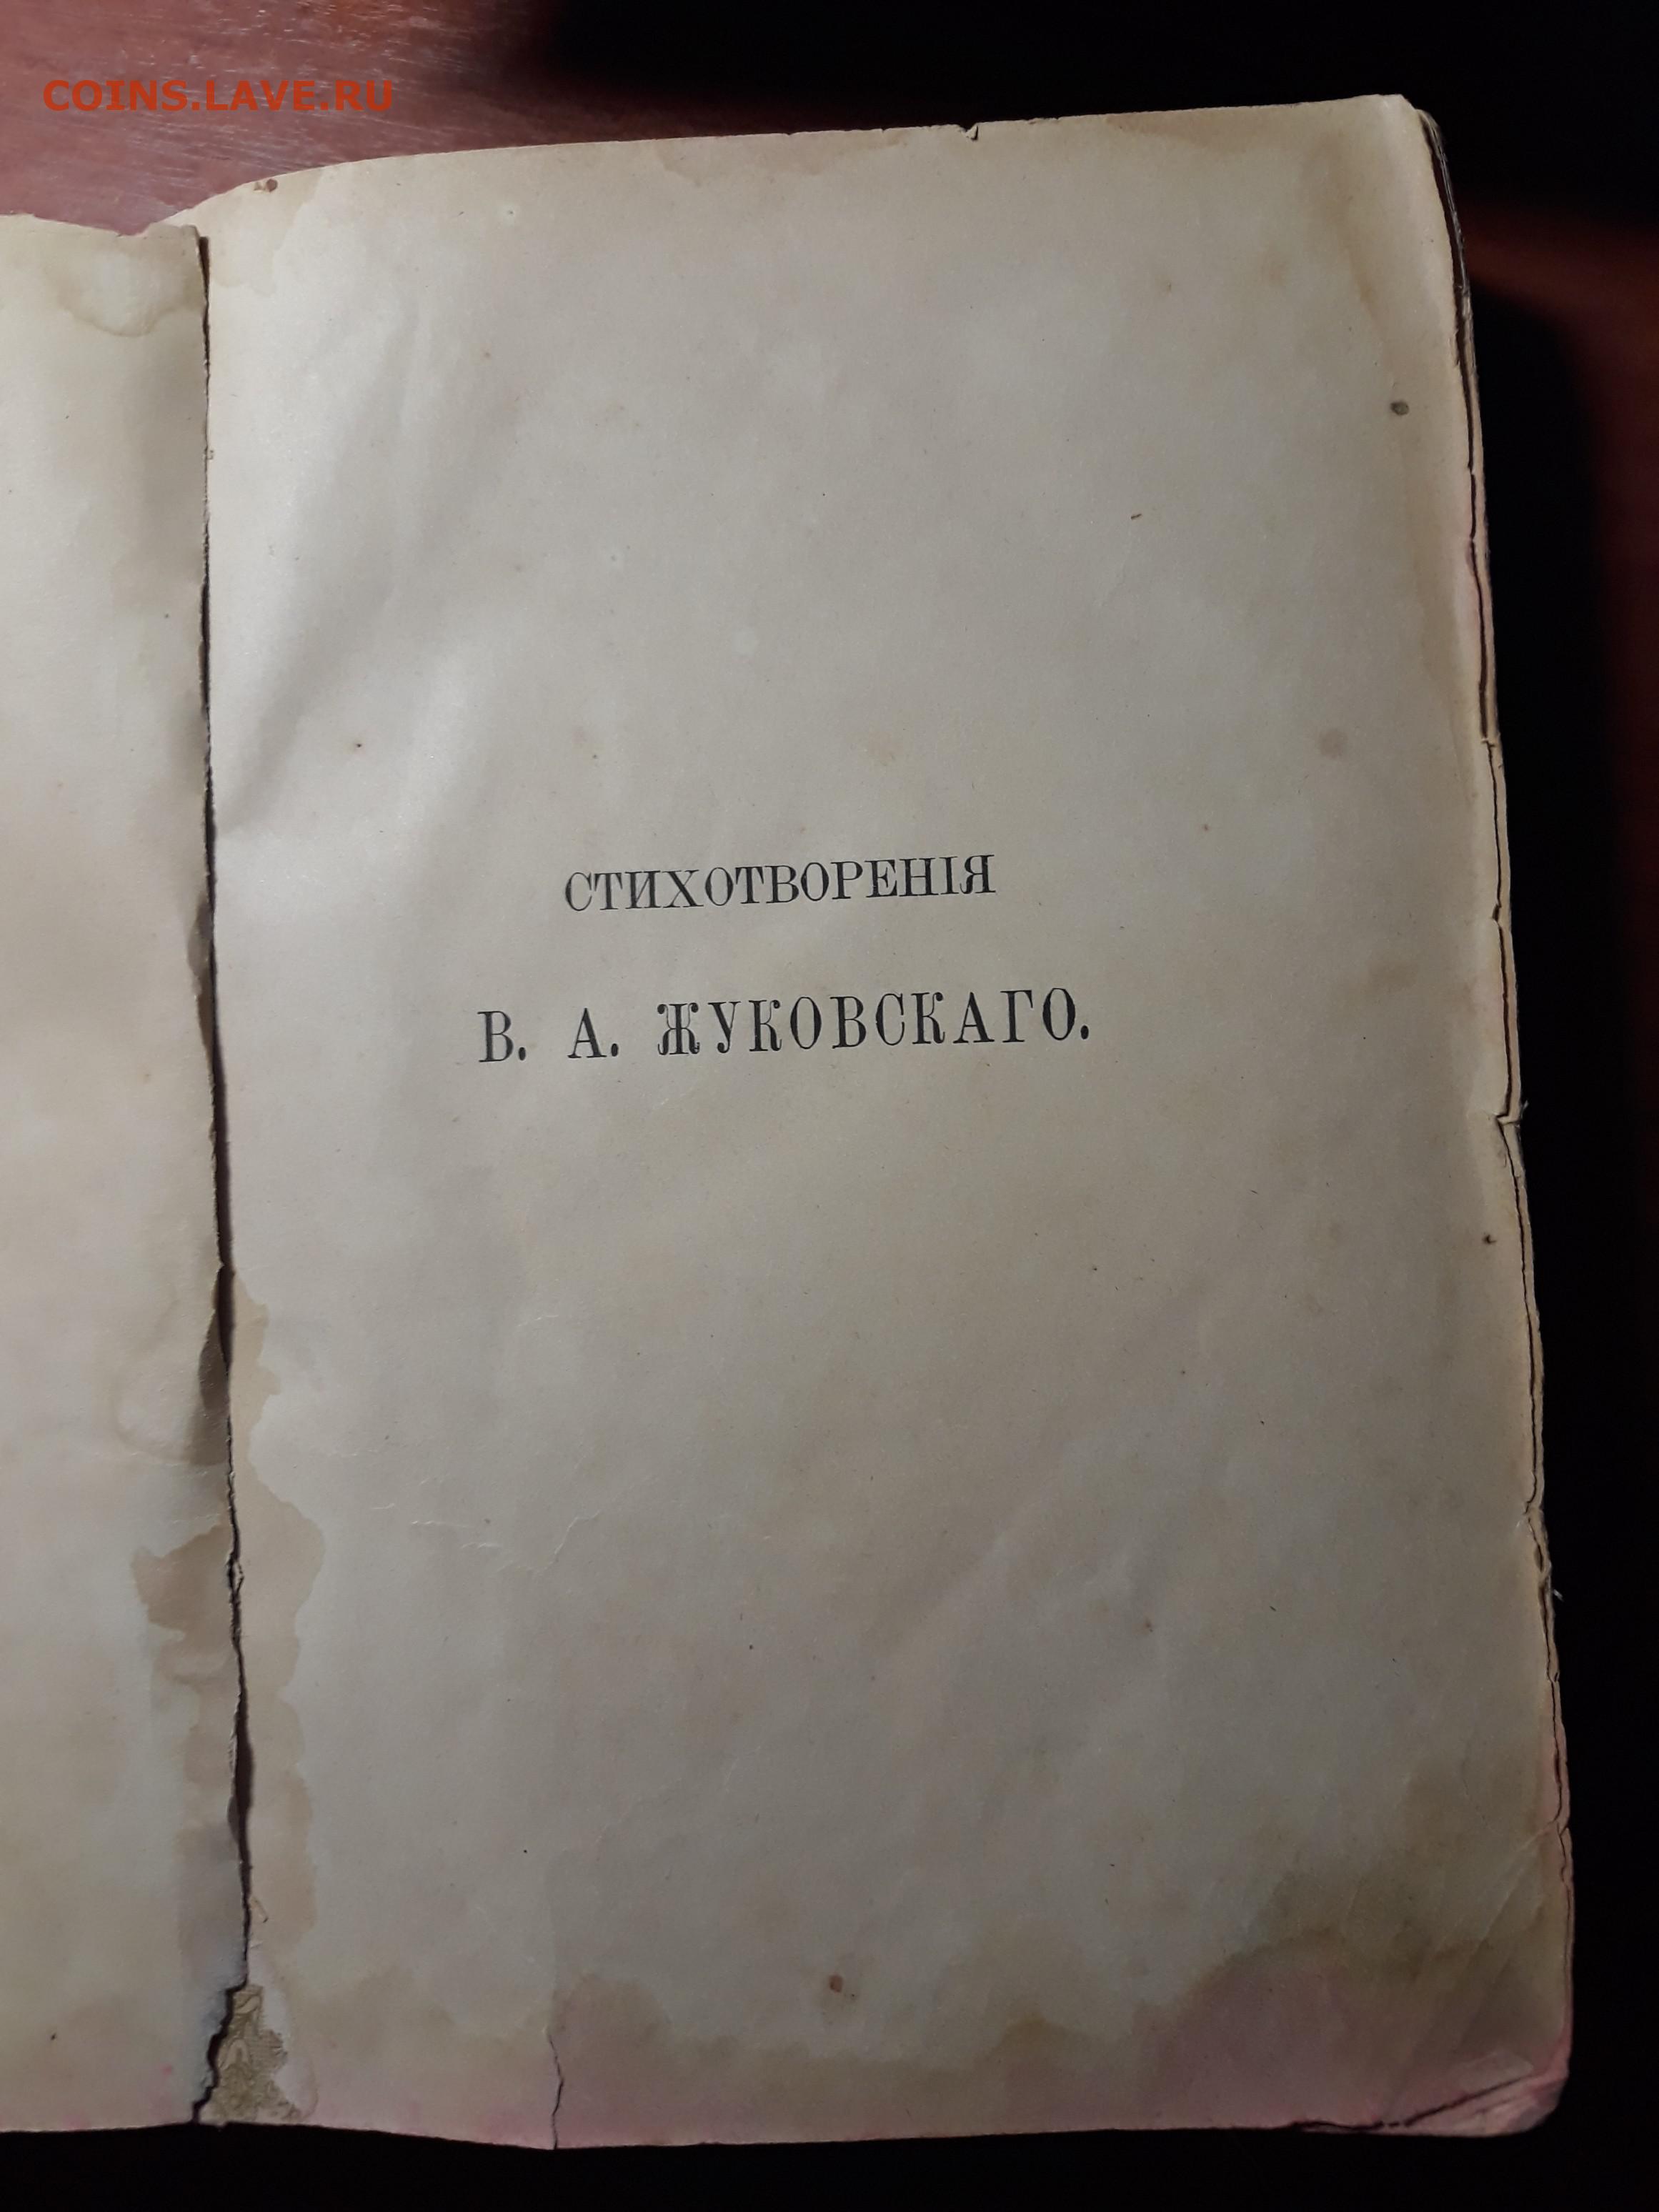 COINS.LAVE.RU
СТИХОТВОРЕНІЯ
В. А. ЖУКОВСКАГО.